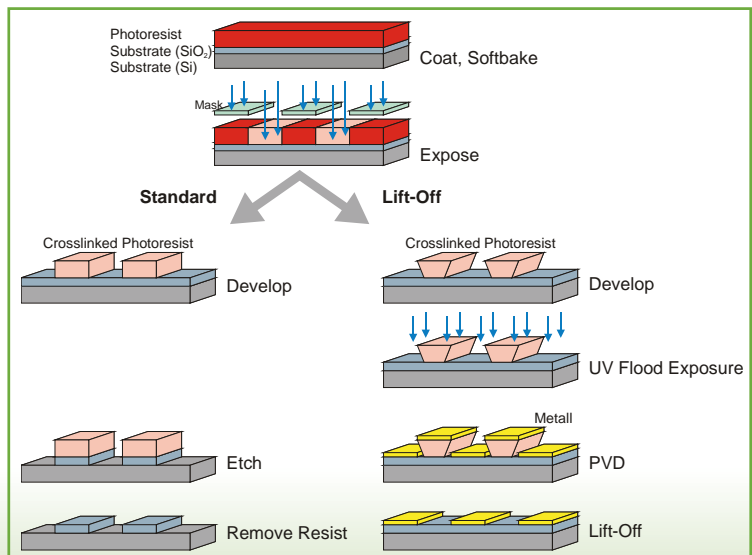 Photoresist
Substrate (SiO₂)
Substrate (Si)
Coat, Softbake
Mask
Expose
Standard
Lift-Off
Crosslinked Photoresist
Develop
Crosslinked Photoresist
Develop
UV Flood Exposure
Metall
Etch
PVD
Remove Resist
Lift-Off